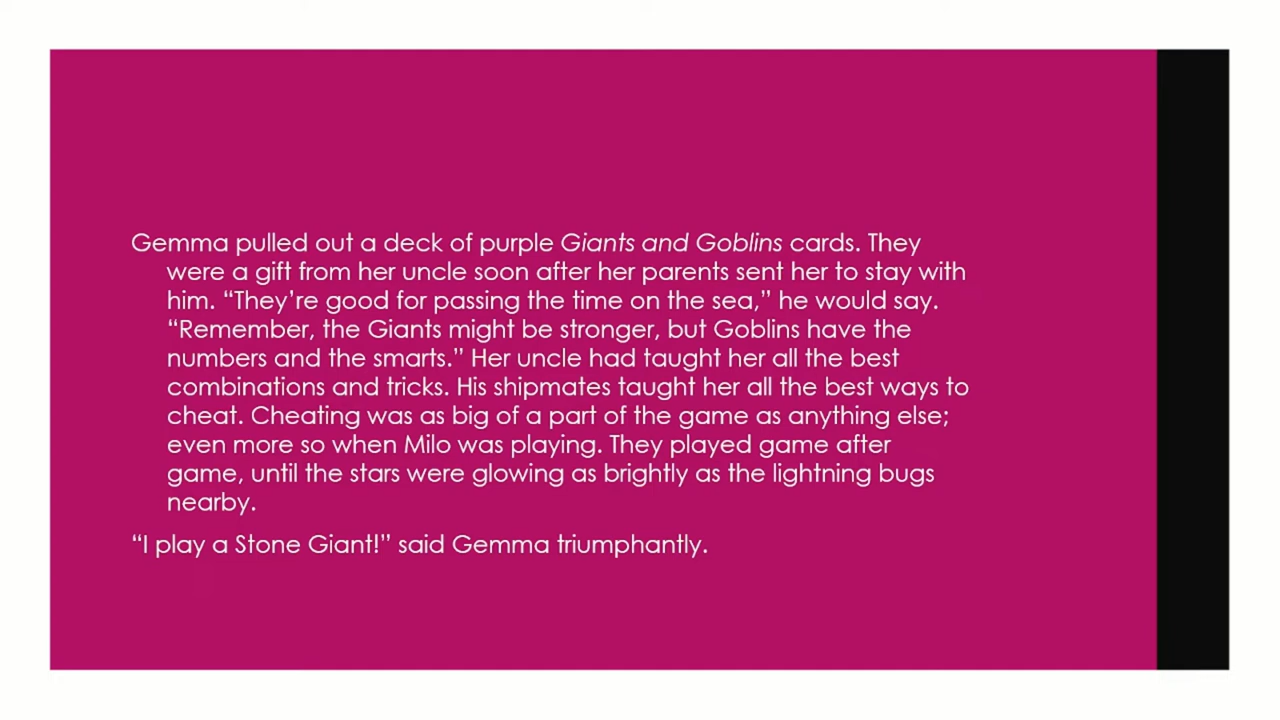 Gemma pulled out a deck of purple Giants and Goblins cards. They
were a gift from her uncle soon after her parents sent her to stay with
him. “They’re good for passing the time on the sea,” he would say.
“Remember, the Giants might be stronger, but Goblins have the
numbers and the smarts.” Her uncle had taught her all the best
combinations and tricks. His shipmates taught her all the best ways to
cheat. Cheating was as big of a part of the game as anything else;
even more so when Milo was playing. They played game after
game, until the stars were glowing as brightly as the lightning bugs
nearby.
“I play a Stone Giant!” said Gemma triumphantly.